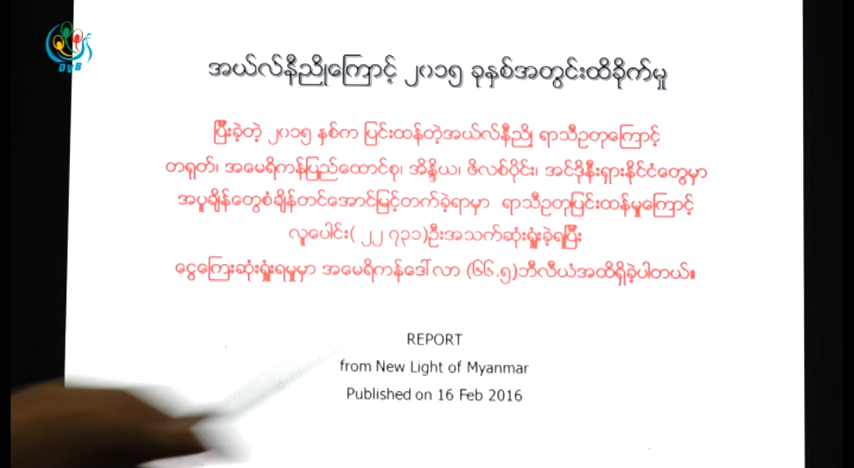 DVB
အယ်လ်နီညိုကြောင့် ၂၀၁၅ ခုနှစ်အတွင်းထိခိုက်မှု
ပြီးခဲ့တဲ့ ၂၀၁၅ နှစ်က ပြင်းထန်တဲ့အယ်လ်နီညို ရာသီဥတုကြောင့်
တရုတ်၊ အမေရိကန်ပြည်ထောင်စု၊ အိန္ဒိယ၊ ဖိလစ်ပိုင်း၊ အင်ဒိုနီးရှားနိုင်ငံတွေမှာ
အပူချိန်တွေစံချိန်တင်အောင်မြင့်တက်ခဲ့ရာမှာ ရာသီဥတုပြင်းထန်မှုကြောင့်
လူပေါင်း( ၂၂ ၇၃၁)ဦးအသက်ဆုံးရှုံးခဲ့ရပြီး
ငွေကြေးဆုံးရှုံးရမှုမှာ အမေရိကန်ဒေါ်လာ (၆၆.၅)ဘီလီယံအထိရှိခဲ့ပါတယ်။
REPORT
from New Light of Myanmar
Published on 16 Feb 2016